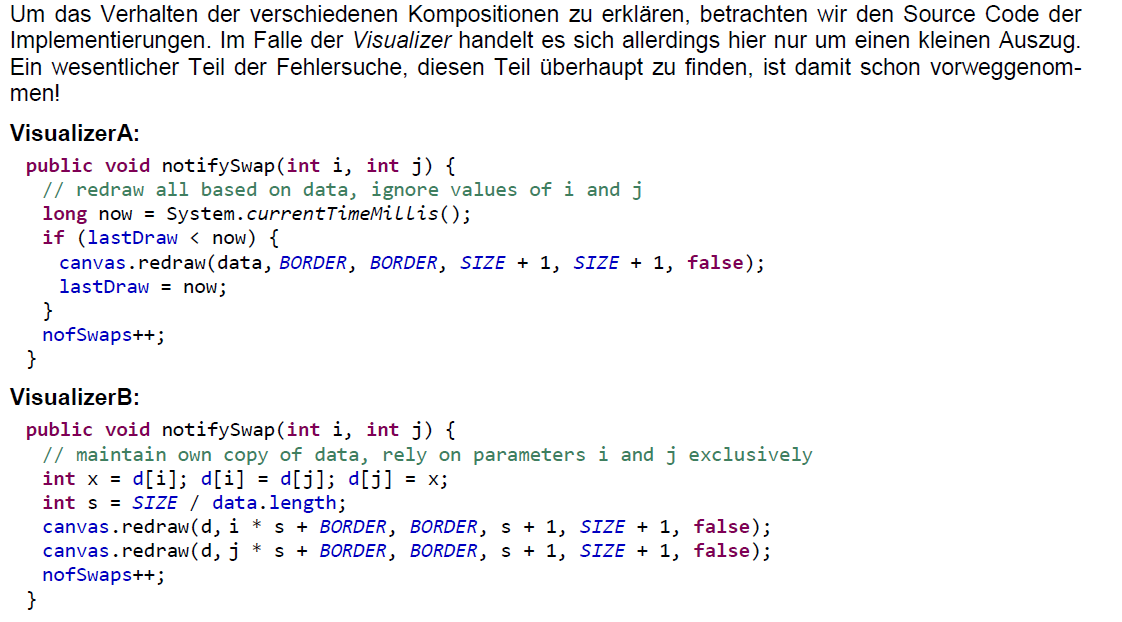 Um das Verhalten der verschiedenen Kompositionen zu erklären, betrachten wir den Source Code der
Implementierungen. Im Falle der Visualizer handelt es sich allerdings hier nur um einen kleinen Auszug.
Ein wesentlicher Teil der Fehlersuche, diesen Teil überhaupt zu finden, ist damit schon vorweggenom-
men!
VisualizerA:
public void notifySwap(int i, int j) {
// redraw all based on data, ignore values of i and j
long now = System.currentTimeMillis();
if (lastDraw < now) {
canvas.redraw(data, BORDER, BORDER, SIZE + 1, SIZE + 1, false);
lastDraw = now;
}
nofSwaps++;
}
VisualizerB:
public void notifySwap(int i, int j) {
// maintain own copy of data, rely on parameters i and j exclusively
int x = d[i]; d[i] = d[j]; d[j] = x;
int s = SIZE / data.length;
canvas.redraw(d, i * s + BORDER, BORDER, s + 1, SIZE + 1, false);
canvas.redraw(d, j * s + BORDER, BORDER, s + 1, SIZE + 1, false);
nofSwaps++;
}